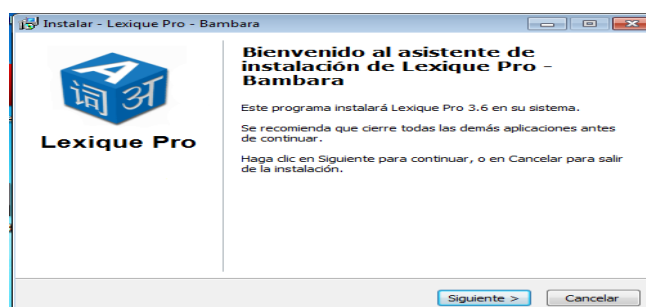 Instalar - Lexique Pro - Bambara
Bienvenido al asistente de
instalación de Lexique Pro -
Bambara
Este programa instalará Lexique Pro 3.6 en su sistema.
Se recomienda que cierre todas las demás aplicaciones antes
de continuar.
Haga clic en Siguiente para continuar, o en Cancelar para salir
de la instalación.
A
词 अ
Lexique Pro
Siguiente >
Cancelar